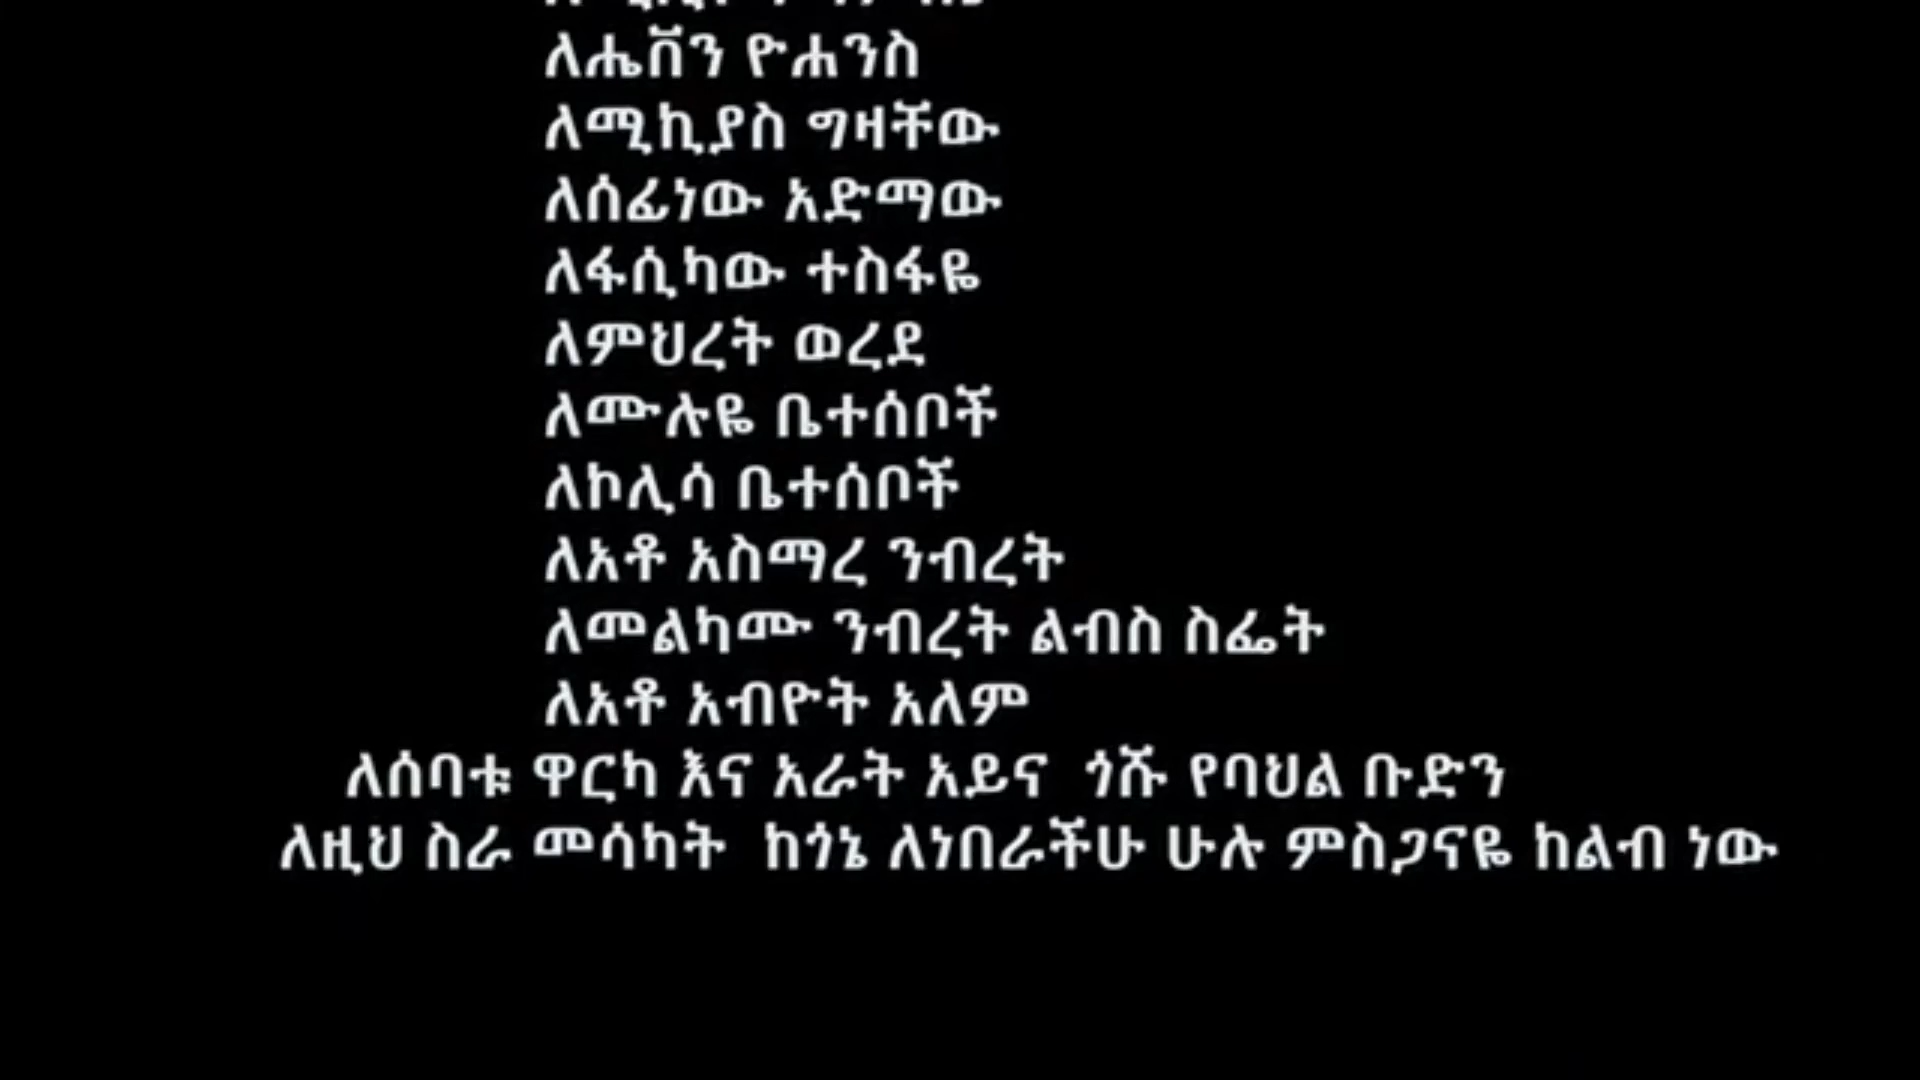 ለሔቨን ዮሐንስ
ለሚኪያስ ግዛቸው
ለሰፊነው አድማው
ለፋሲካው ተስፋዬ
ለምህረት ወረደ
ለሙሉዬ ቤተሰቦች
ለኮሊሳ ቤተሰቦች
ለአቶ አስማረ ንብረት
ለመልካሙ ንብረት ልብስ ስፌት
ለአቶ አብዮት አለም
ለሰባቱ ዋርካ እና አራት አይና ጎሹ የባህል ቡድን
ለዚህ ስራ መሳካት ከጎኔ ለነበራችሁ ሁሉ ምስጋናዬ ከልብ ነው